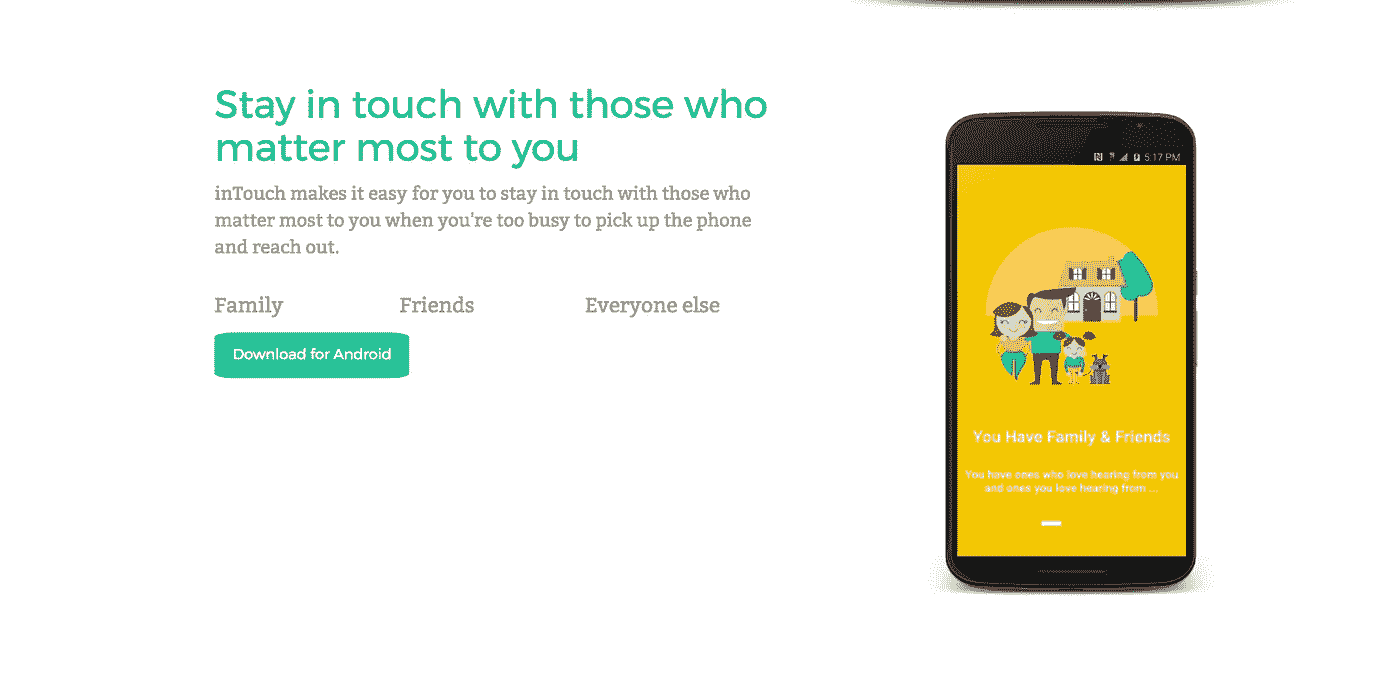 Stay in touch with those who
matter most to you
inTouch makes it easy for you to stay in touch with those who
matter most to you when you're too busy to pick up the phone
and reach out.
Family Friends Everyone else
Download for Android
5:17 PM
You Have Family & Friends
You have ones who love hearing from you
and ones you love hearing from ...